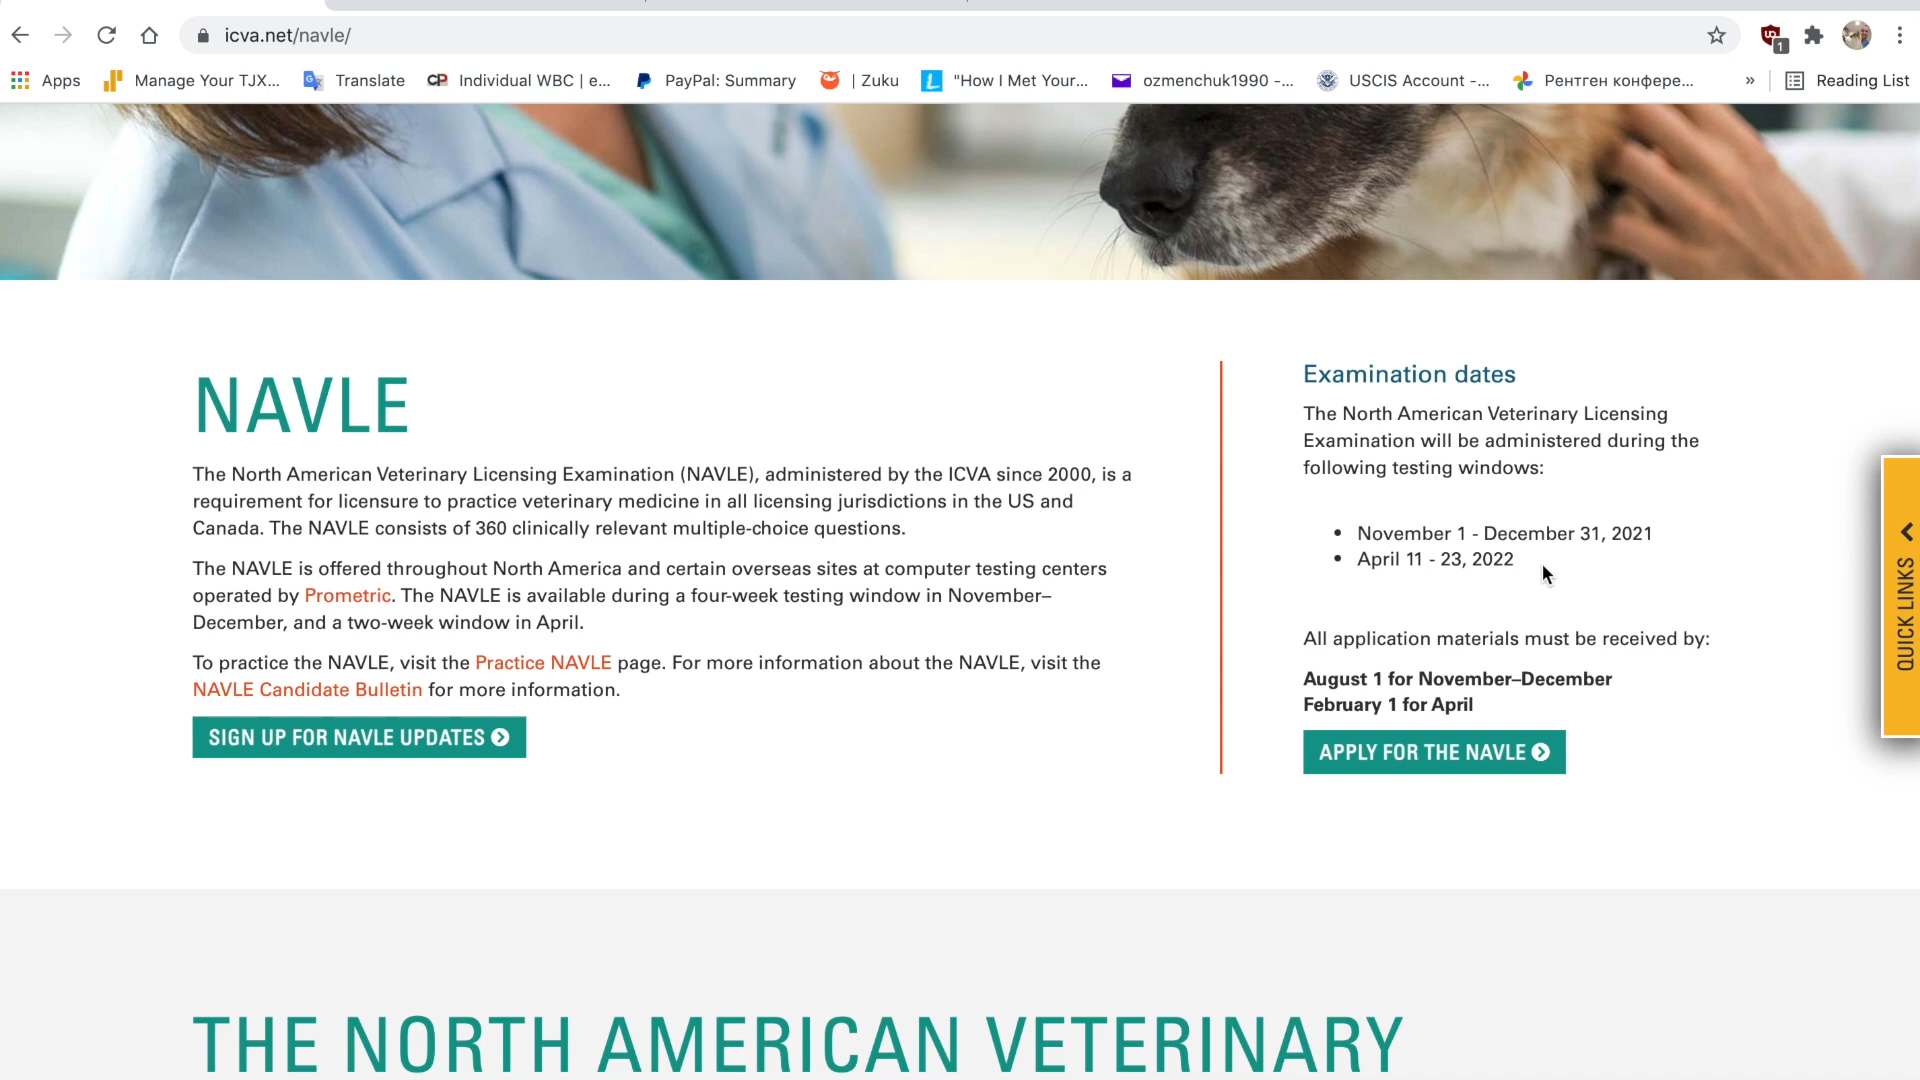 icva.net/navle/
1
Apps Manage Your TJX... Translate CP Individual WBC | e... PayPal: Summary | Zuku L "How I Met Your... ozmenchuk1990 -... USCIS Account -... Рентген конфере... » Reading List
NAVLE
The North American Veterinary Licensing Examination (NAVLE), administered by the ICVA since 2000, is a
requirement for licensure to practice veterinary medicine in all licensing jurisdictions in the US and
Canada. The NAVLE consists of 360 clinically relevant multiple-choice questions.
The NAVLE is offered throughout North America and certain overseas sites at computer testing centers
operated by Prometric. The NAVLE is available during a four-week testing window in November–
December, and a two-week window in April.
To practice the NAVLE, visit the Practice NAVLE page. For more information about the NAVLE, visit the
NAVLE Candidate Bulletin for more information.
SIGN UP FOR NAVLE UPDATES
Examination dates
The North American Veterinary Licensing
Examination will be administered during the
following testing windows:
• November 1 - December 31, 2021
• April 11 - 23, 2022
All application materials must be received by:
August 1 for November–December
February 1 for April
APPLY FOR THE NAVLE
QUICK LINKS
THE NORTH AMERICAN VETERINARY